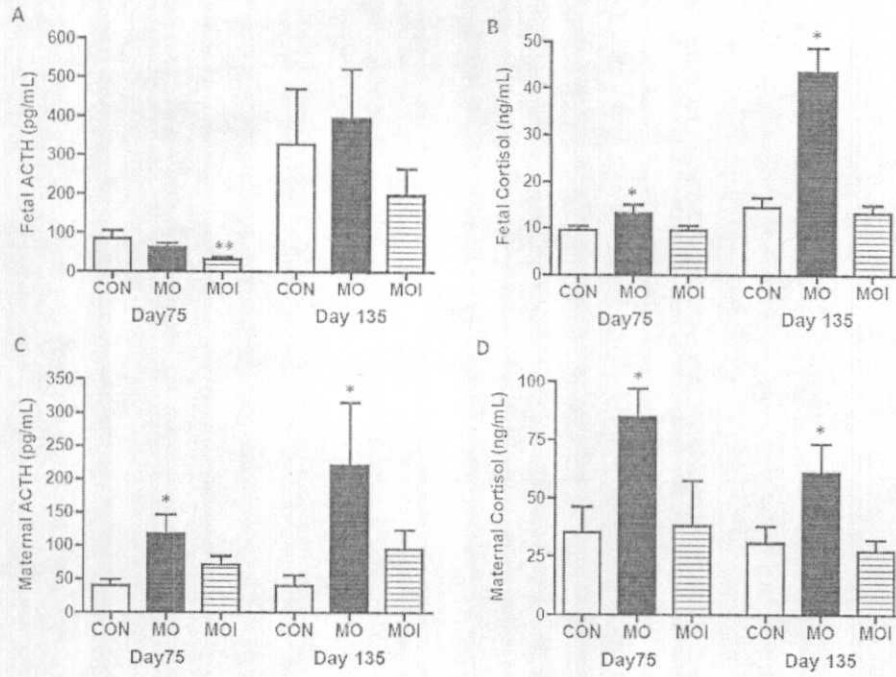 A
Fetal ACTH (pg/mL)
600
500
400
300
200
100
0
**
CON MO MOI CON MO MOI
Day75 Day 135
B
Fetal Cortisol (ng/mL)
50
40
30
20
10
0
*
*
CON MO MOI CON MO MOI
Day75 Day 135
C
Maternal ACTH (pg/mL)
350
300
250
200
150
100
50
0
*
*
CON MO MOI CON MO MOI
Day75 Day 135
D
Maternal Cortisol (ng/mL)
100
75
50
25
0
*
*
CON MO MOI CON MO MOI
Day75 Day 135